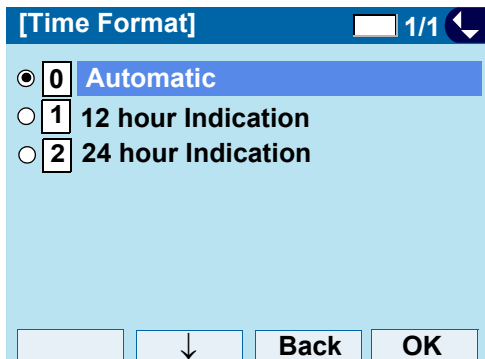 [Time Format] 1/1
0 Automatic
1 12 hour Indication
2 24 hour Indication
↓ Back OK